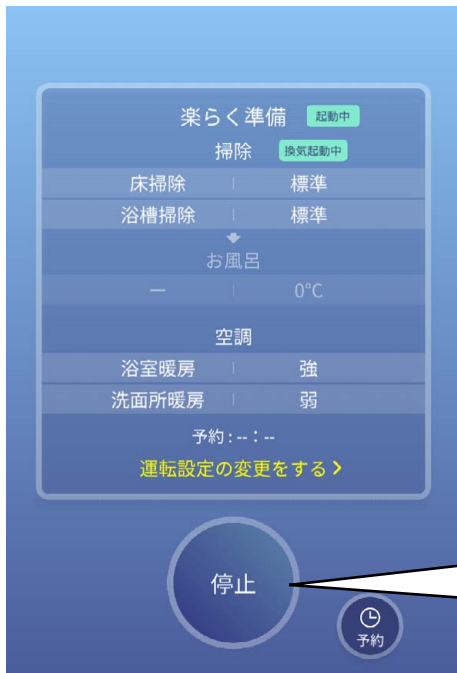 楽らく準備 起動中
掃除 換気起動中
床掃除 標準
浴槽掃除 標準
お風呂
ー 0℃
空調
浴室暖房 強
洗面所暖房 弱
予約 : -- : --
運転設定の変更をする >
停止
予約